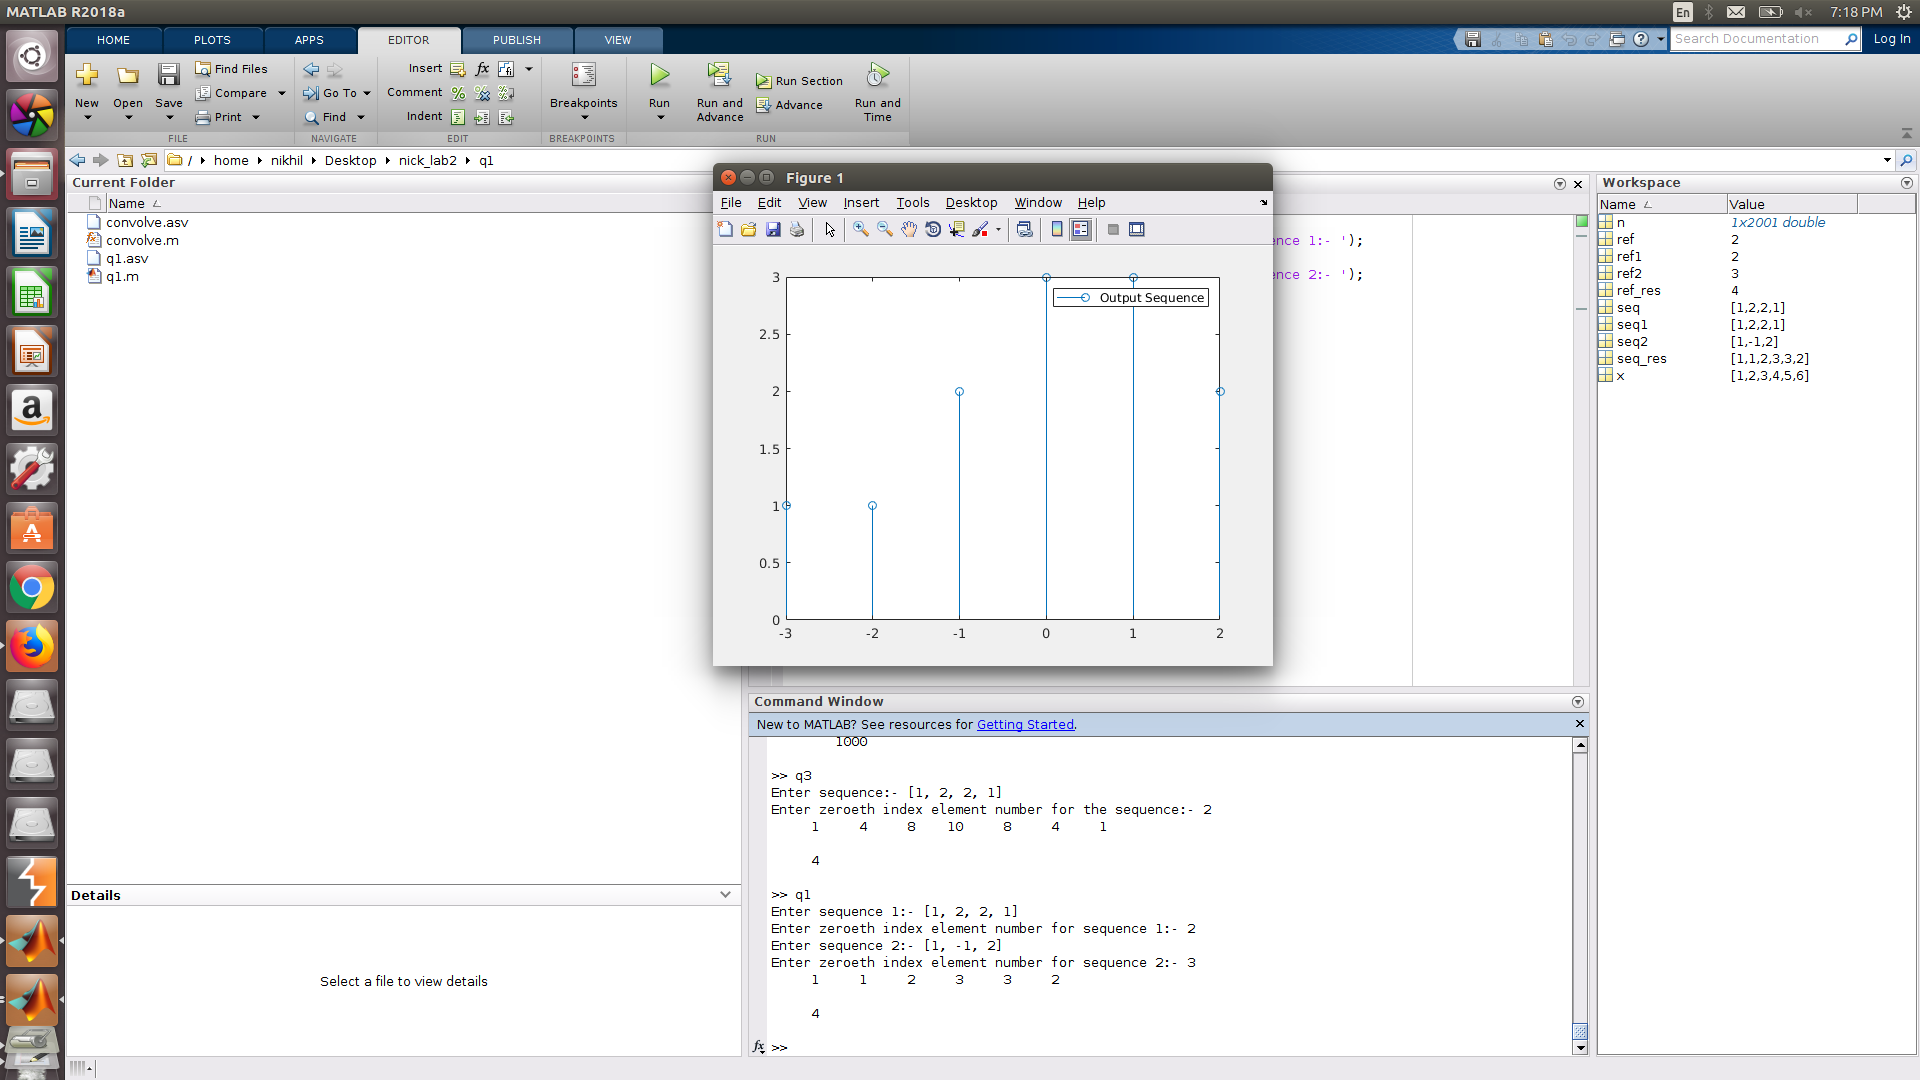 MATLAB R2018a
En
7:18 PM
HOME PLOTS APPS EDITOR PUBLISH VIEW
Search Documentation
Log In
New Open Save
Find Files
Compare
Print
Go To
Find
Insert fx
Comment
Indent
Breakpoints
Run
Run and Advance
Run Section
Advance
Run and Time
FILE NAVIGATE EDIT BREAKPOINTS RUN
/ home nikhil Desktop nick_lab2 q1
Current Folder
Name
convolve.asv
convolve.m
q1.asv
q1.m
Details
Select a file to view details
Figure 1
File Edit View Insert Tools Desktop Window Help
Output Sequence
3
2.5
2
1.5
1
0.5
0
-3 -2 -1 0 1 2
ence 1:- ');
ence 2:- ');
Command Window
New to MATLAB? See resources for Getting Started.
1000
>> q3
Enter sequence:- [1, 2, 2, 1]
Enter zeroeth index element number for the sequence:- 2
1 4 8 10 8 4 1
4
>> q1
Enter sequence 1:- [1, 2, 2, 1]
Enter zeroeth index element number for sequence 1:- 2
Enter sequence 2:- [1, -1, 2]
Enter zeroeth index element number for sequence 2:- 3
1 1 2 3 3 2
4
fx >>
Workspace
Name Value
n 1x2001 double
ref 2
ref1 2
ref2 3
ref_res 4
seq [1,2,2,1]
seq1 [1,2,2,1]
seq2 [1,-1,2]
seq_res [1,1,2,3,3,2]
x [1,2,3,4,5,6]